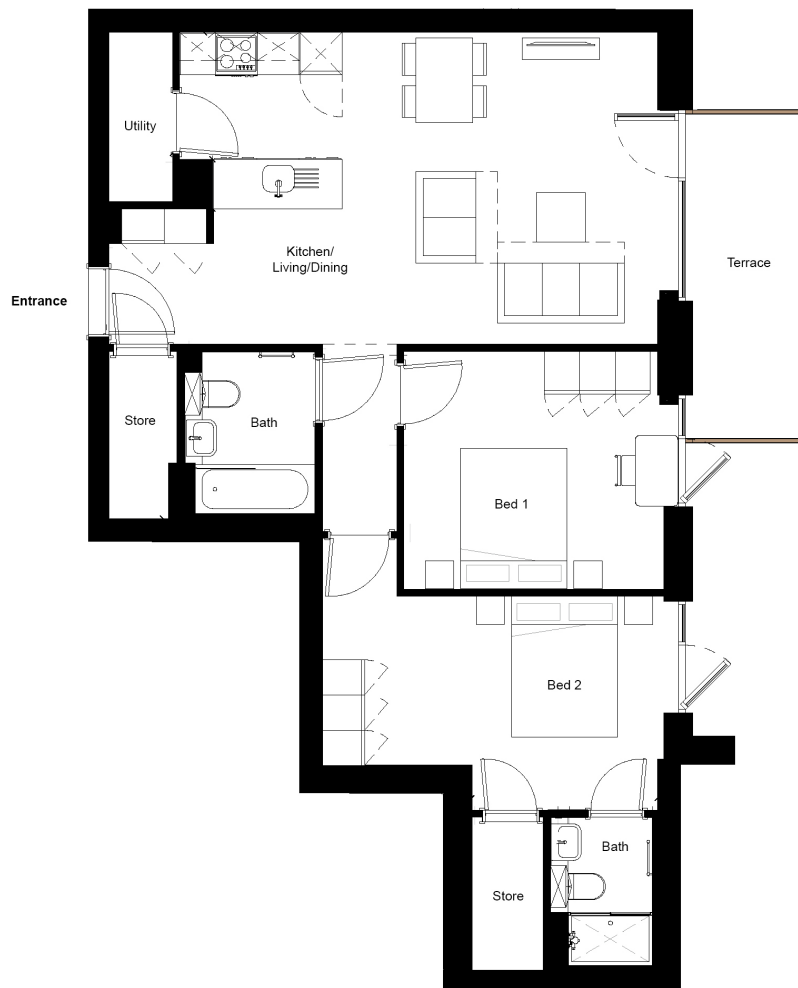 Utility
Kitchen/
Living/Dining
Terrace
Entrance
Store
Bath
Bed 1
Bed 2
Bath
Store